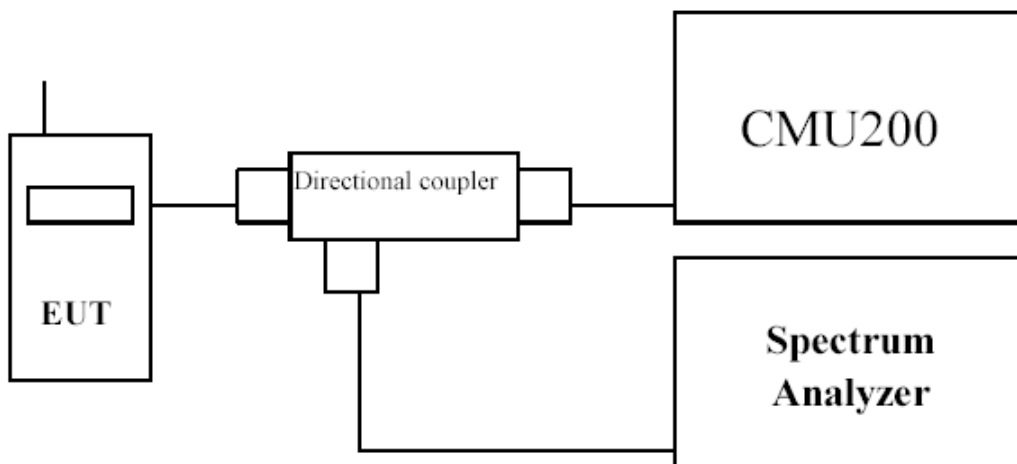 CMU200
Directional coupler
EUT
Spectrum
Analyzer